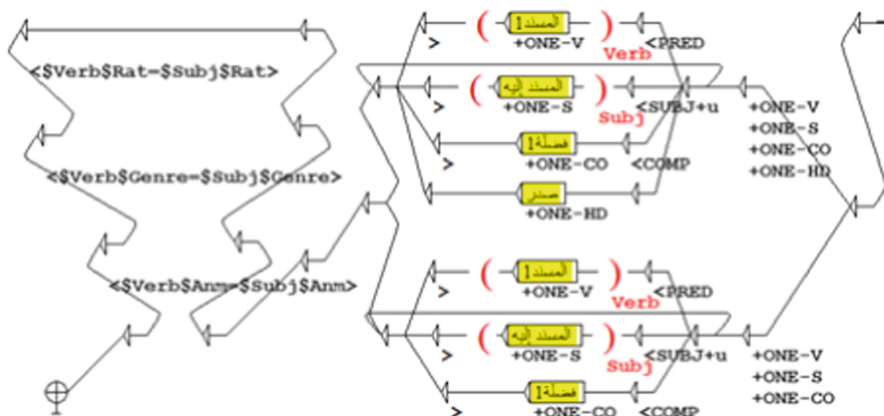 ( المسند1 )
+ONE-V
Verb
<PRED
>
<$Verb$Rat=$Subj$Rat>
( المسند إليه )
+ONE-S
Subj
<SUBJ+u
>
+ONE-V
+ONE-S
+ONE-CO
+ONE-HD
فضلة1
+ONE-CO
<COMP
>
<$Verb$Genre=$Subj$Genre>
صدر
+ONE-HD
( المسند1 )
+ONE-V
Verb
<PRED
>
<$Verb$Anm=$Subj$Anm>
( المسند إليه )
+ONE-S
Subj
<SUBJ+u
>
+ONE-V
+ONE-S
+ONE-CO
فضلة1
+ONE-CO
<COMP
>